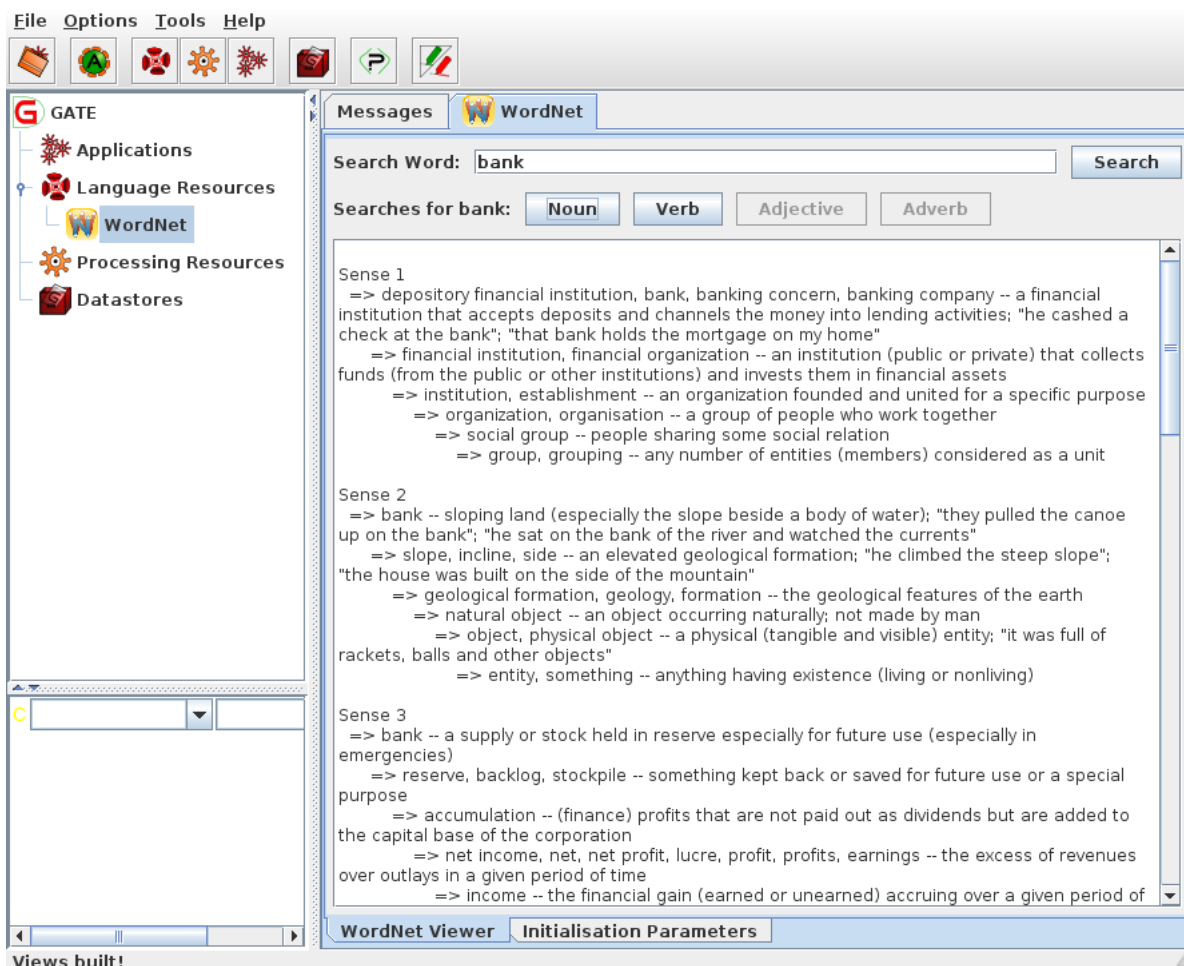 File Options Tools Help
GATE
Applications
Language Resources
WordNet
Processing Resources
Datastores
C
Messages WordNet
Search Word: bank Search
Searches for bank: Noun Verb Adjective Adverb
Sense 1
=> depository financial institution, bank, banking concern, banking company -- a financial
institution that accepts deposits and channels the money into lending activities; "he cashed a
check at the bank"; "that bank holds the mortgage on my home"
=> financial institution, financial organization -- an institution (public or private) that collects
funds (from the public or other institutions) and invests them in financial assets
=> institution, establishment -- an organization founded and united for a specific purpose
=> organization, organisation -- a group of people who work together
=> social group -- people sharing some social relation
=> group, grouping -- any number of entities (members) considered as a unit
Sense 2
=> bank -- sloping land (especially the slope beside a body of water); "they pulled the canoe
up on the bank"; "he sat on the bank of the river and watched the currents"
=> slope, incline, side -- an elevated geological formation; "he climbed the steep slope";
"the house was built on the side of the mountain"
=> geological formation, geology, formation -- the geological features of the earth
=> natural object -- an object occurring naturally; not made by man
=> object, physical object -- a physical (tangible and visible) entity; "it was full of
rackets, balls and other objects"
=> entity, something -- anything having existence (living or nonliving)
Sense 3
=> bank -- a supply or stock held in reserve especially for future use (especially in
emergencies)
=> reserve, backlog, stockpile -- something kept back or saved for future use or a special
purpose
=> accumulation -- (finance) profits that are not paid out as dividends but are added to
the capital base of the corporation
=> net income, net, net profit, lucre, profit, profits, earnings -- the excess of revenues
over outlays in a given period of time
=> income -- the financial gain (earned or unearned) accruing over a given period of
WordNet Viewer Initialisation Parameters
Views built!